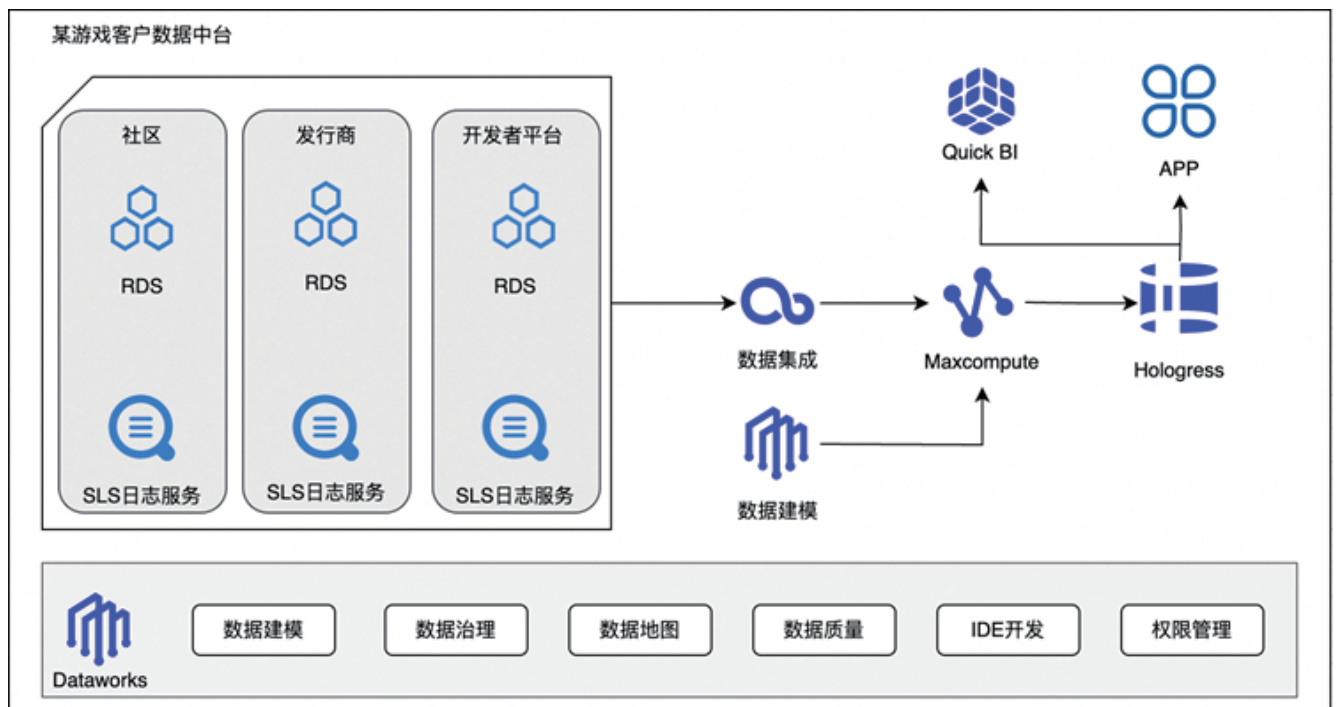 某游戏客户数据中台
社区
发行商
开发者平台
RDS
RDS
RDS
SLS日志服务
SLS日志服务
SLS日志服务
数据集成
数据建模
Maxcompute
Hologress
Quick BI
APP
Dataworks
数据建模
数据治理
数据地图
数据质量
IDE开发
权限管理